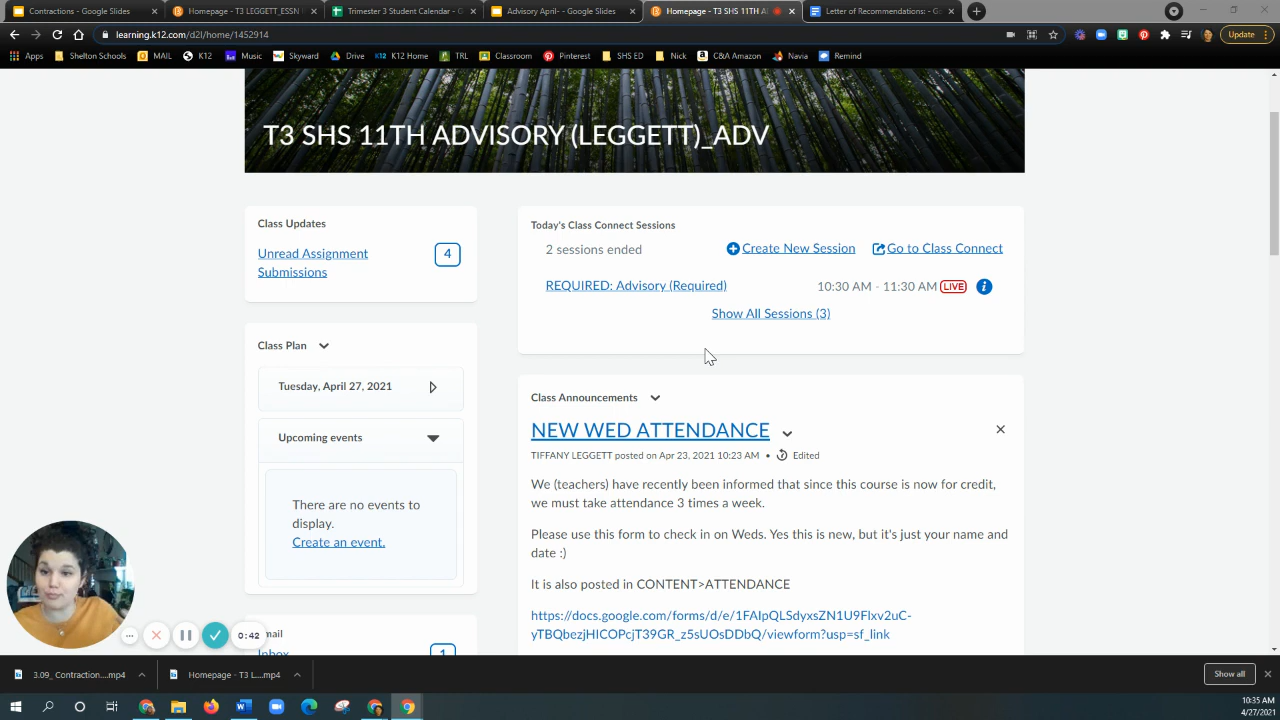 Contractions - Google Slides
Homepage - T3 LEGGETT_ESSN
Trimester 3 Student Calendar - G
Advisory April- - Google Slides
Homepage - T3 SHS 11TH A
Letter of Recommendations: - Go
learning.k12.com/d2l/home/1452914
Update
Apps
Shelton Schools
MAIL
K12
Music
Skyward
Drive
K12 Home
TRL
Classroom
Pinterest
SHS ED
Nick
C&A Amazon
Navia
Remind
T3 SHS 11TH ADVISORY (LEGGETT)_ADV
Class Updates
Unread Assignment
Submissions
4
Today's Class Connect Sessions
2 sessions ended
Create New Session
Go to Class Connect
REQUIRED: Advisory (Required)
10:30 AM - 11:30 AM LIVE
Show All Sessions (3)
Class Plan
Tuesday, April 27, 2021
Upcoming events
There are no events to
display.
Create an event.
Class Announcements
NEW WED ATTENDANCE
TIFFANY LEGGETT posted on Apr 23, 2021 10:23 AM • Edited
We (teachers) have recently been informed that since this course is now for credit,
we must take attendance 3 times a week.
Please use this form to check in on Weds. Yes this is new, but it's just your name and
date :)
It is also posted in CONTENT>ATTENDANCE
https://docs.google.com/forms/d/e/1FAIpQLSdyxsZN1U9Flxv2uC-
yTBQbezjHICOPcjT39GR_z5sUOsDDbQ/viewform?usp=sf_link
0:42
mail
Inbox
1
3.09_ Contraction....mp4
Homepage - T3 L....mp4
Show all
10:35 AM
4/27/2021